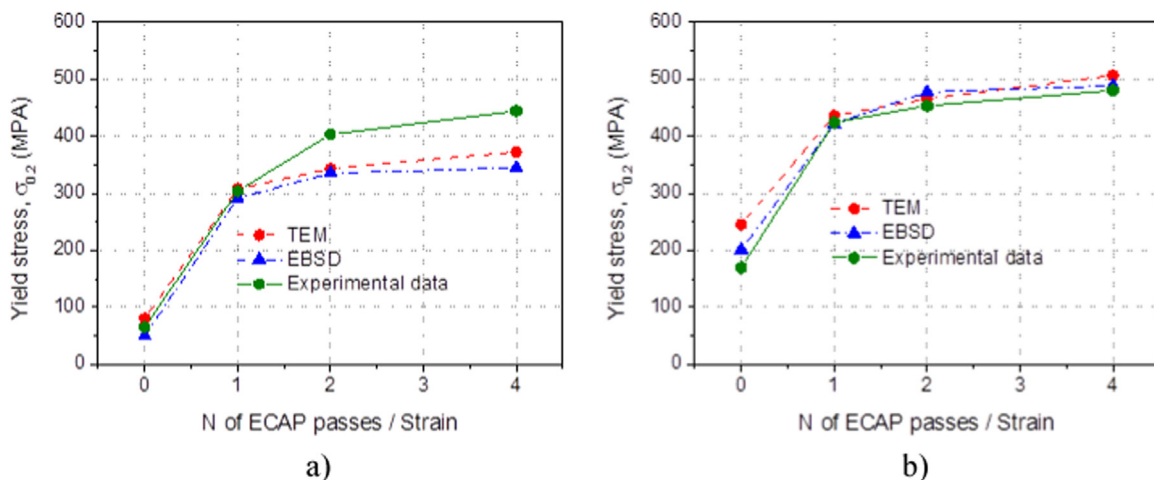 600
500
400
300
200
100
0
Yield stress, σ0.2 (MPA)
TEM
EBSD
Experimental data
0 1 2 3 4
N of ECAP passes / Strain
a)
600
500
400
300
200
100
0
Yield stress, σ0.2 (MPA)
TEM
EBSD
Experimental data
0 1 2 3 4
N of ECAP passes / Strain
b)